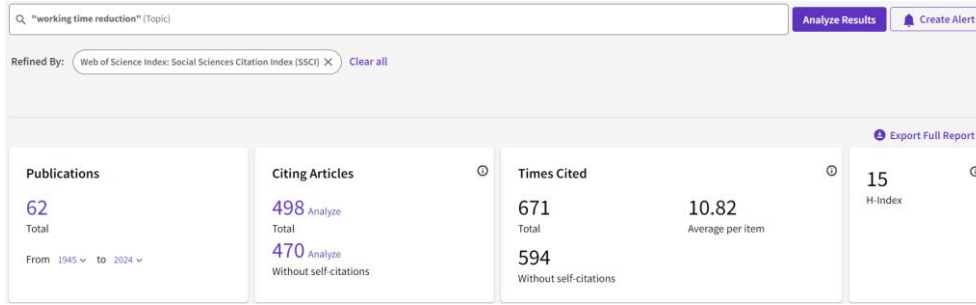 "working time reduction" (Topic)
Analyze Results
Create Alert
Refined By: Web of Science Index: Social Sciences Citation Index (SSCI) × Clear all
Export Full Report
Publications
62
Total
From 1945 to 2024
Citing Articles
498 Analyze
Total
470 Analyze
Without self-citations
Times Cited
671
Total
10.82
Average per item
594
Without self-citations
15
H-Index